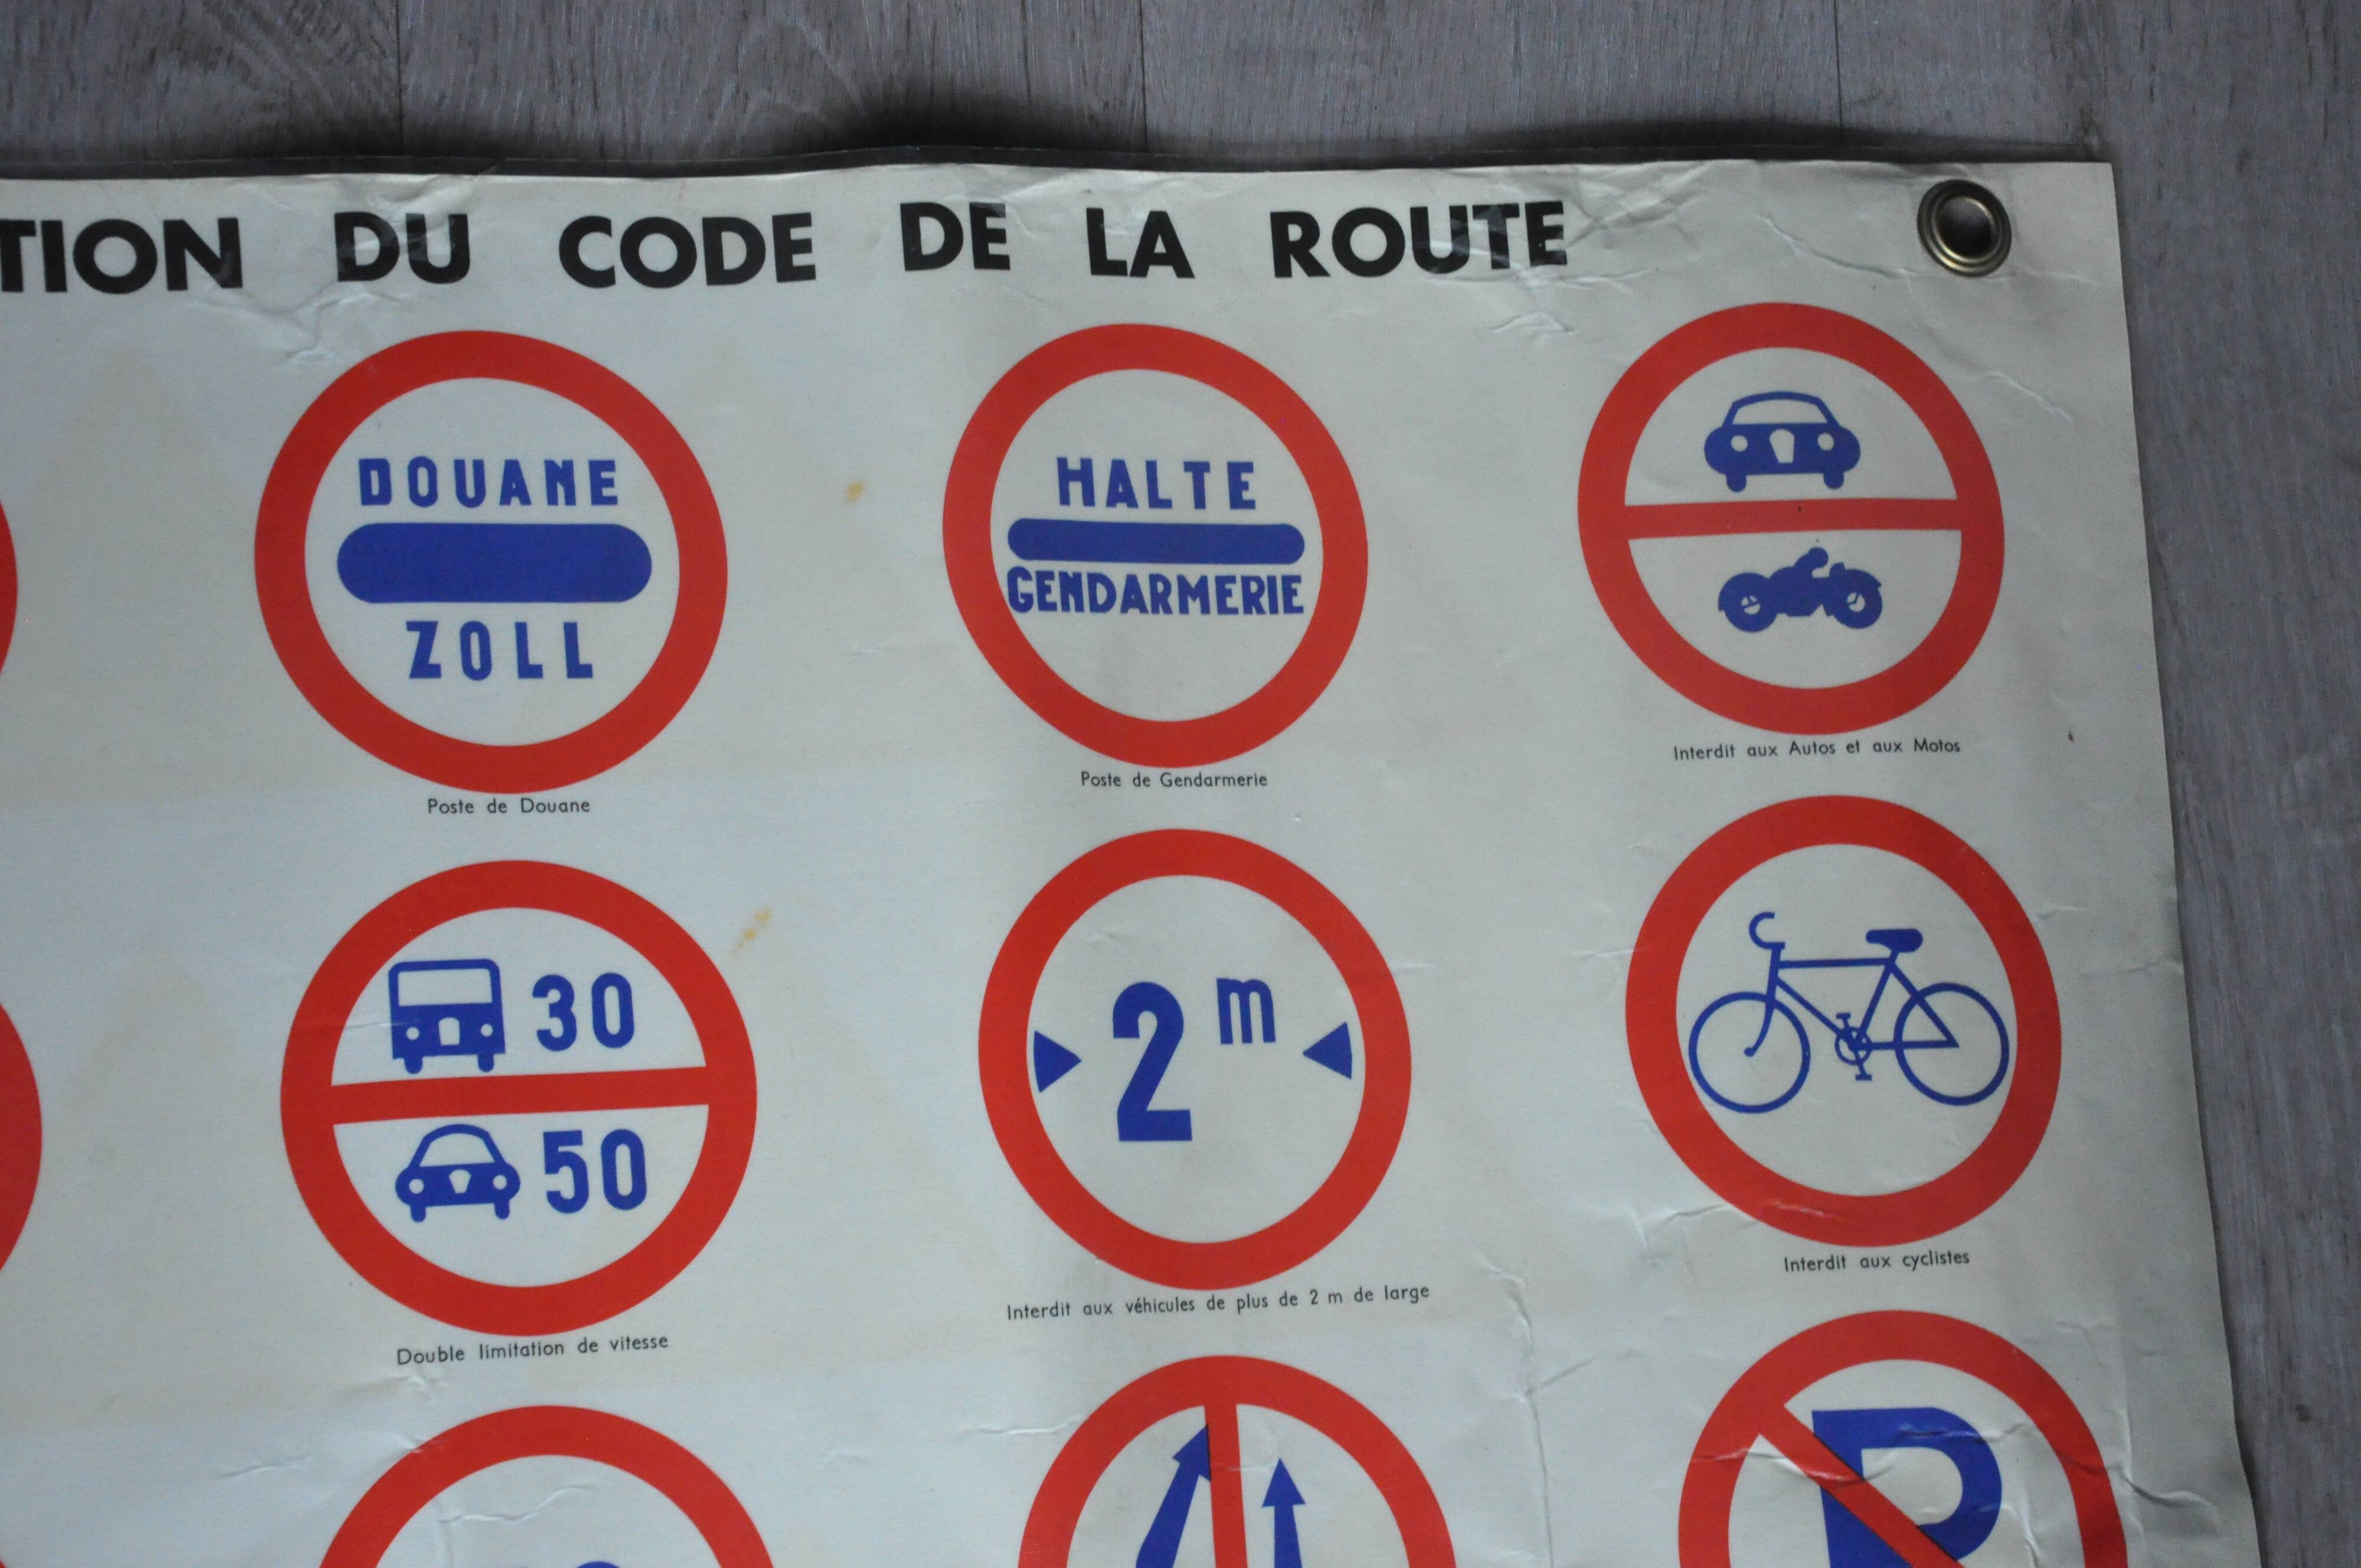 TION DU CODE DE LA ROUTE
DOUANE
ZOLL
Poste de Douane
HALTE
GENDARMERIE
Poste de Gendarmerie
Interdit aux Autos et aux Motos
30
50
Double limitation de vitesse
2 m
Interdit aux véhicules de plus de 2 m de large
Interdit aux cyclistes
P